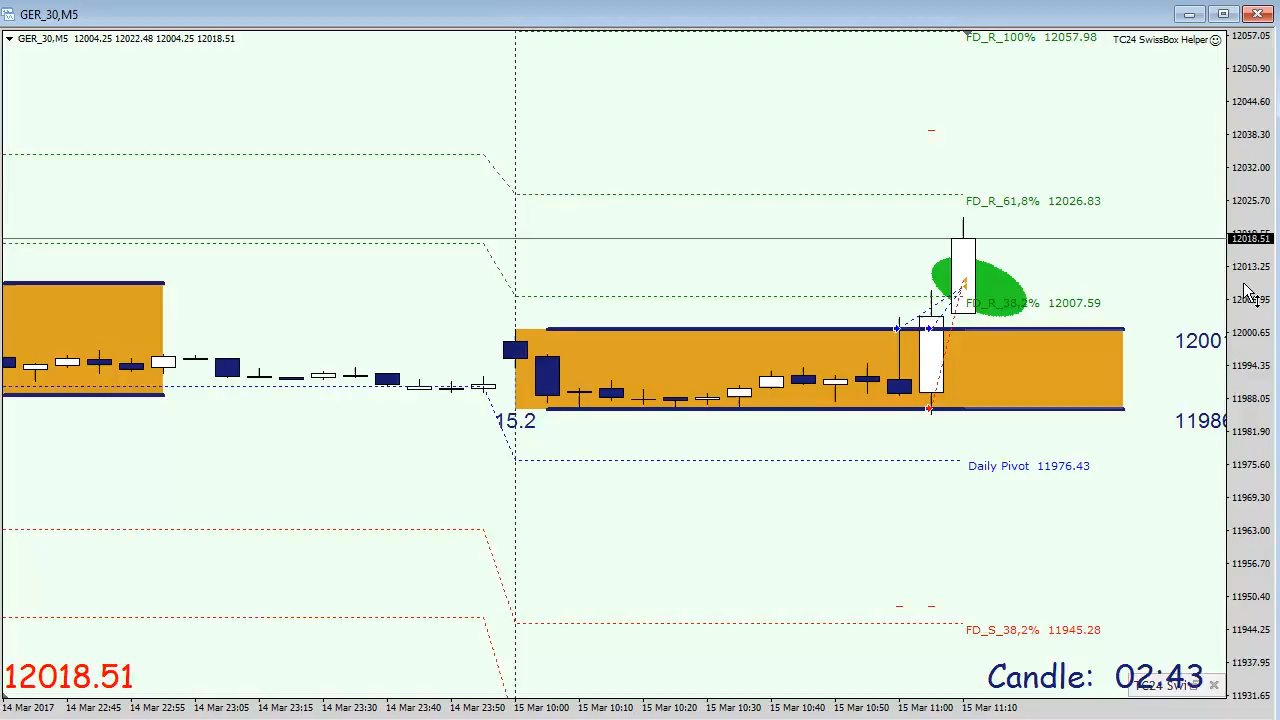 GER_30,M5
GER_30,M5 12004.25 12022.48 12004.25 12018.51
TC24 SwissBox Helper
FD_R_100% 12057.98
FD_R_61,8% 12026.83
FD_R_38,2% 12007.59
1200
15.2
11986
Daily Pivot 11976.43
FD_S_38,2% 11945.28
12018.51
Candle: 02:43
12057.05
12050.90
12044.60
12038.30
12032.00
12025.70
12018.51
12013.25
12000.65
11994.35
11988.05
11981.90
11975.60
11969.30
11963.00
11956.70
11950.40
11944.25
11937.95
11931.65
14 Mar 2017 14 Mar 22:45 14 Mar 22:55 14 Mar 23:05 14 Mar 23:15 14 Mar 23:30 14 Mar 23:40 14 Mar 23:50 15 Mar 10:00 15 Mar 10:10 15 Mar 10:20 15 Mar 10:30 15 Mar 10:40 15 Mar 10:50 15 Mar 11:00 15 Mar 11:10